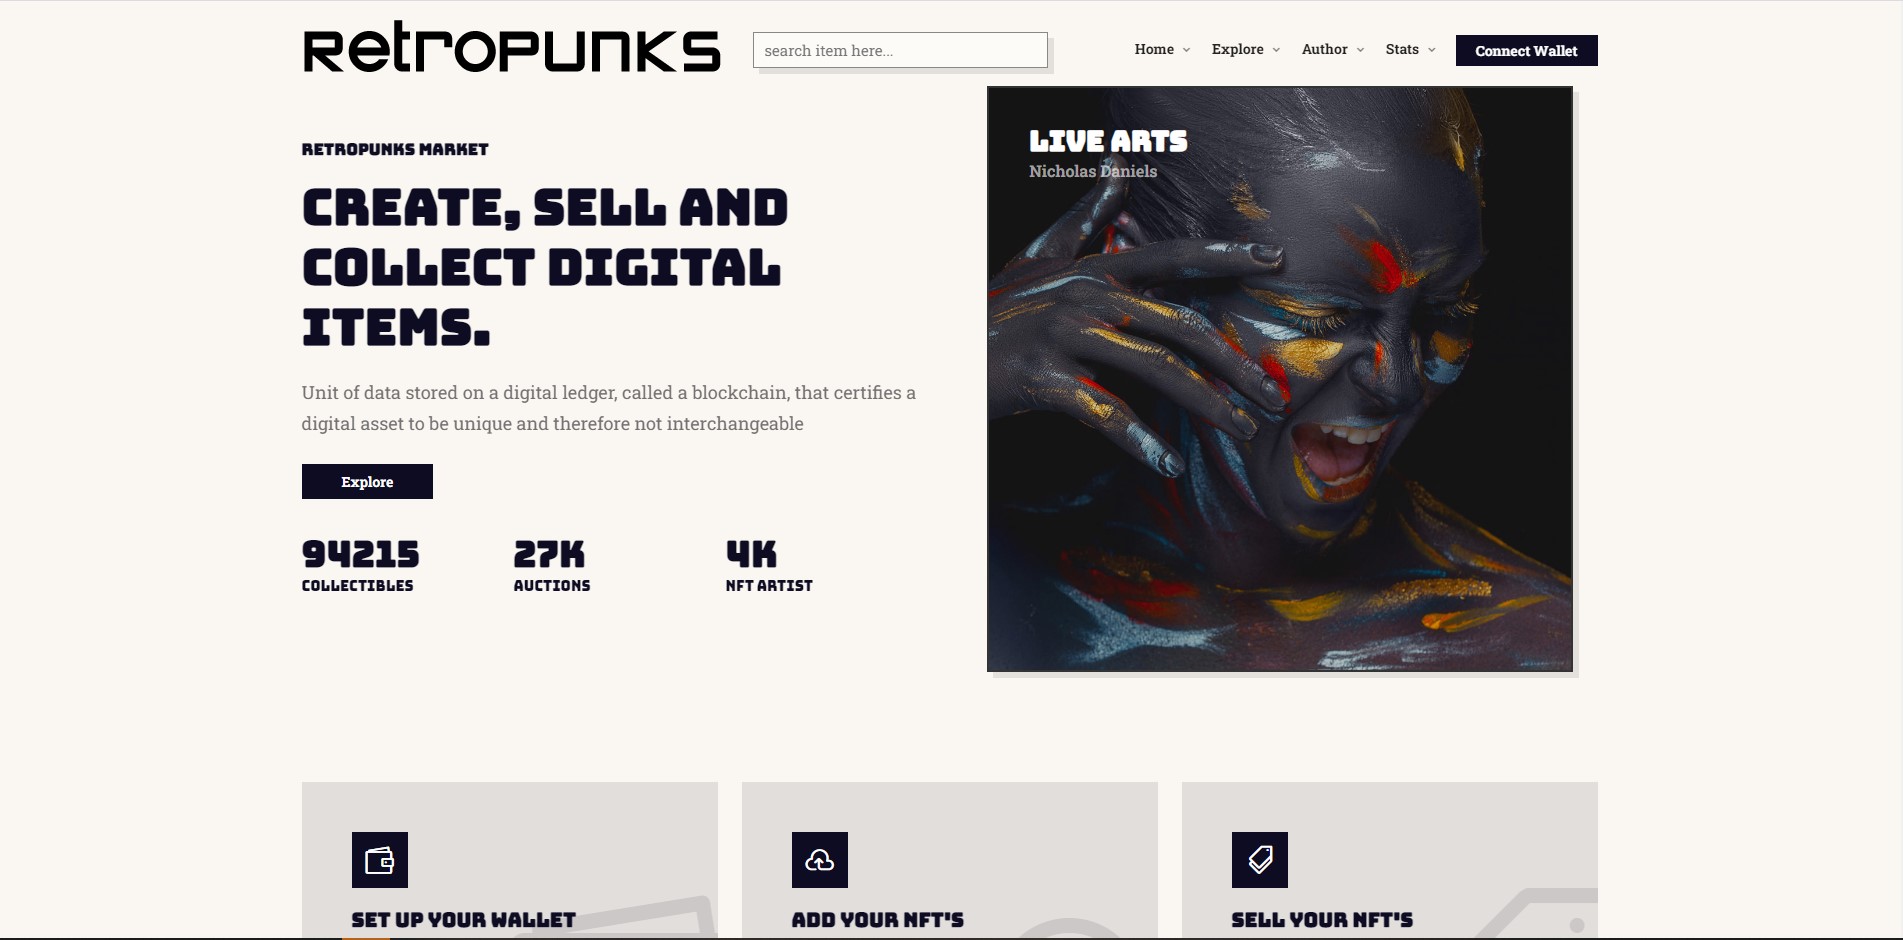 RETROPUNKS
search item here...
Home
Explore
Author
Stats
Connect Wallet
RETROPUNKS MARKET
CREATE, SELL AND
COLLECT DIGITAL
ITEMS.
Unit of data stored on a digital ledger, called a blockchain, that certifies a
digital asset to be unique and therefore not interchangeable
Explore
94215
COLLECTIBLES
27K
AUCTIONS
4K
NFT ARTIST
LIVE ARTS
Nicholas Daniels
SET UP YOUR WALLET
ADD YOUR NFT'S
SELL YOUR NFT'S